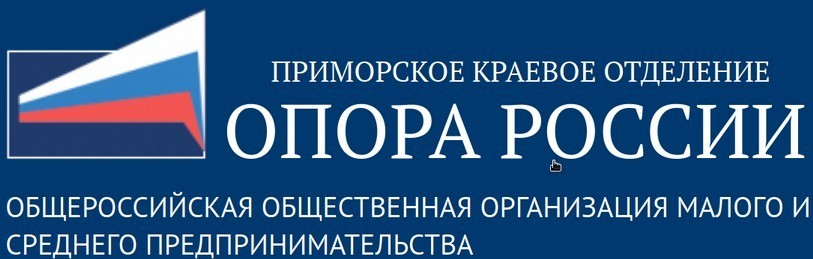 ПРИМОРСКОЕ КРАЕВОЕ ОТДЕЛЕНИЕ
ОПОРА РОССИИ
ОБЩЕРОССИЙСКАЯ ОБЩЕСТВЕННАЯ ОРГАНИЗАЦИЯ МАЛОГО И
СРЕДНЕГО ПРЕДПРИНИМАТЕЛЬСТВА